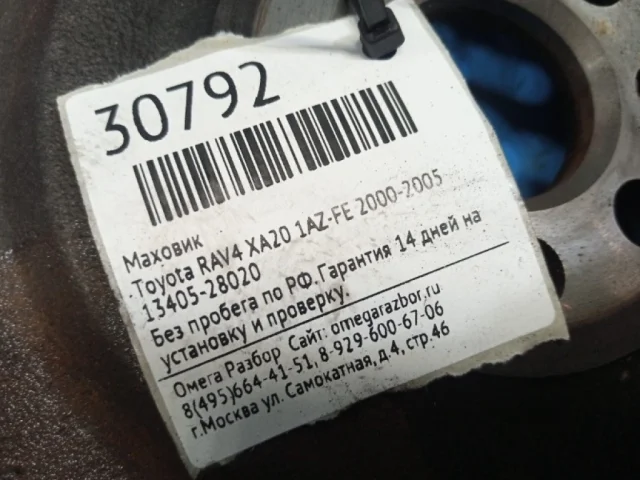 30792
Маховик
Toyota RAV4 XA20 1AZ-FE 2000-2005
13405-28020
Без пробега по РФ.Гарантия 14 дней на
установку и проверку.
Омега Разбор Сайт: omegarazbor.ru
8(495)664-41-51, 8-929-600-67-06
г.Москва ул. Самокатная, д.4, стр.46